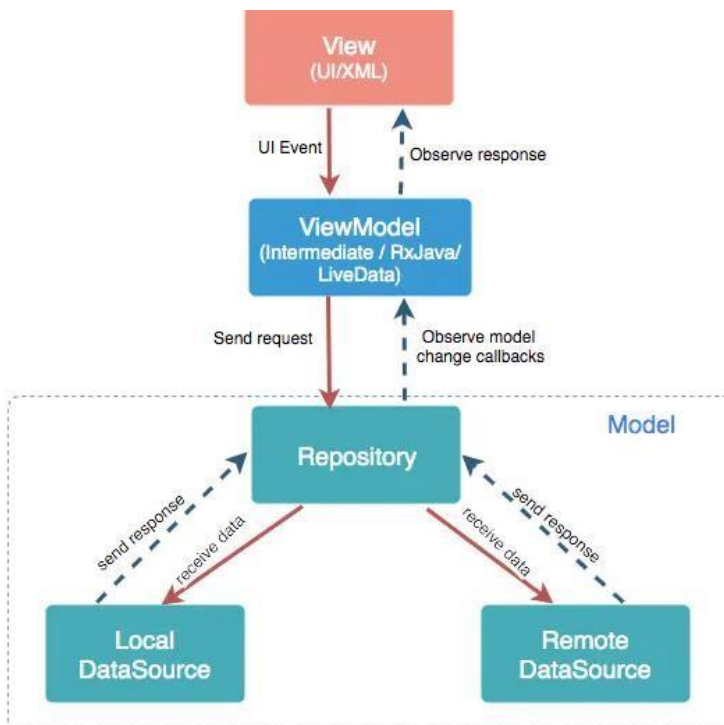 View
(UI/XML)
UI Event
Observe response
ViewModel
(Intermediate / RxJava/
LiveData)
Send request
Observe model
change callbacks
Model
Repository
send response
receive data
receive data
send response
Local
DataSource
Remote
DataSource